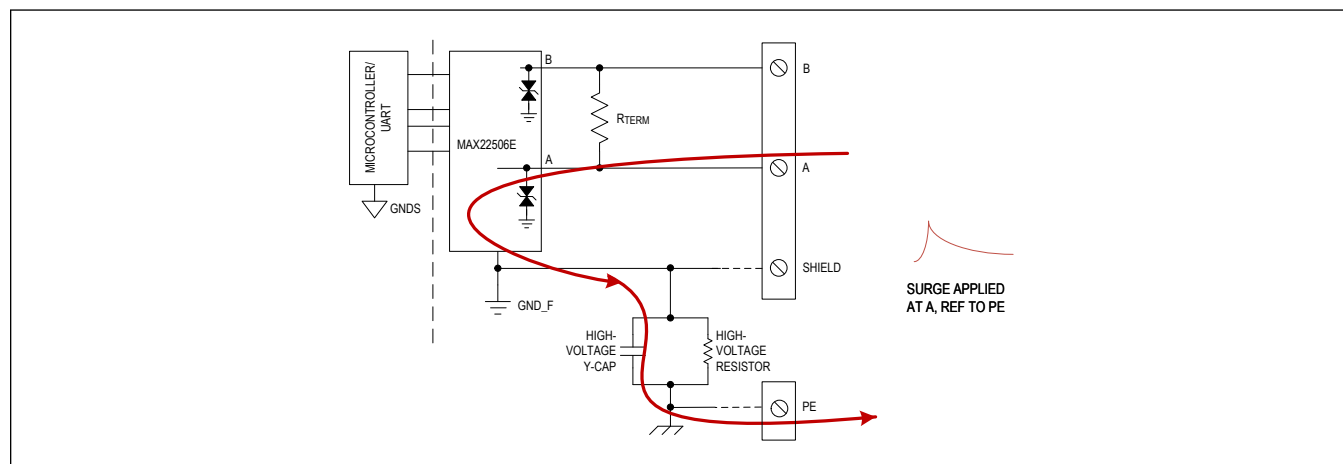 MICROCONTROLLER/
UART
GNDS
MAX22506E
B
A
RTERM
GND_F
HIGH-
VOLTAGE
Y-CAP
HIGH-
VOLTAGE
RESISTOR
B
A
SHIELD
PE
SURGE APPLIED
AT A, REF TO PE